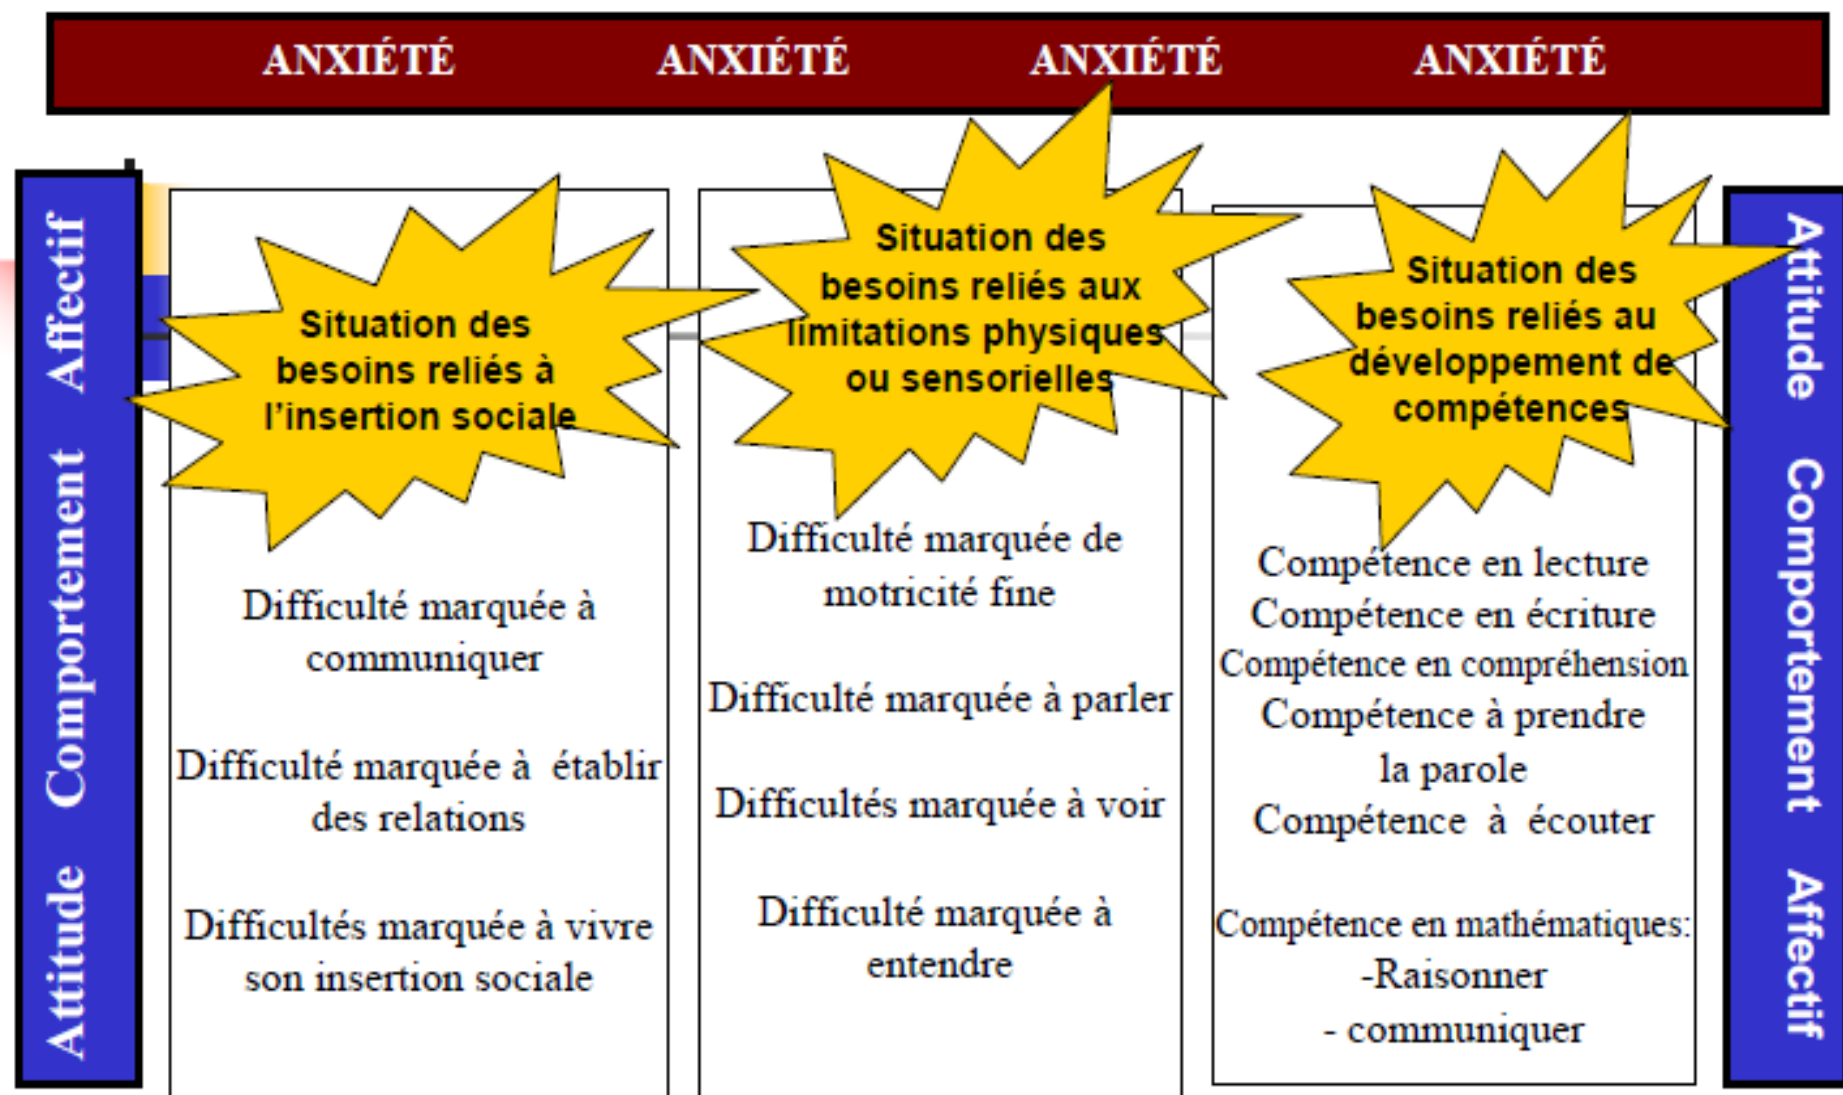 ANXIÉTÉ ANXIÉTÉ ANXIÉTÉ ANXIÉTÉ
Attitude Comportement Affectif
Situation des
besoins reliés à
l'insertion sociale
Difficulté marquée à
communiquer
Difficulté marquée à établir
des relations
Difficultés marquée à vivre
son insertion sociale
Situation des
besoins reliés aux
limitations physiques
ou sensorielles
Difficulté marquée de
motricité fine
Difficulté marquée à parler
Difficultés marquée à voir
Difficulté marquée à
entendre
Situation des
besoins reliés au
développement de
compétences
Compétence en lecture
Compétence en écriture
Compétence en compréhension
Compétence à prendre
la parole
Compétence à écouter
Compétence en mathématiques:
-Raisonner
- communiquer
Attitude Comportement Affectif